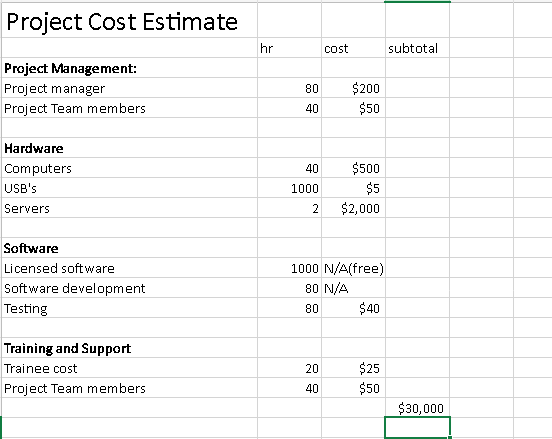 Project Cost Estimate
hr cost subtotal
Project Management:
Project manager 80 $200
Project Team members 40 $50
Hardware
Computers 40 $500
USB's 1000 $5
Servers 2 $2,000
Software
Licensed software 1000 N/A(free)
Software development 80 N/A
Testing 80 $40
Training and Support
Trainee cost 20 $25
Project Team members 40 $50
$30,000